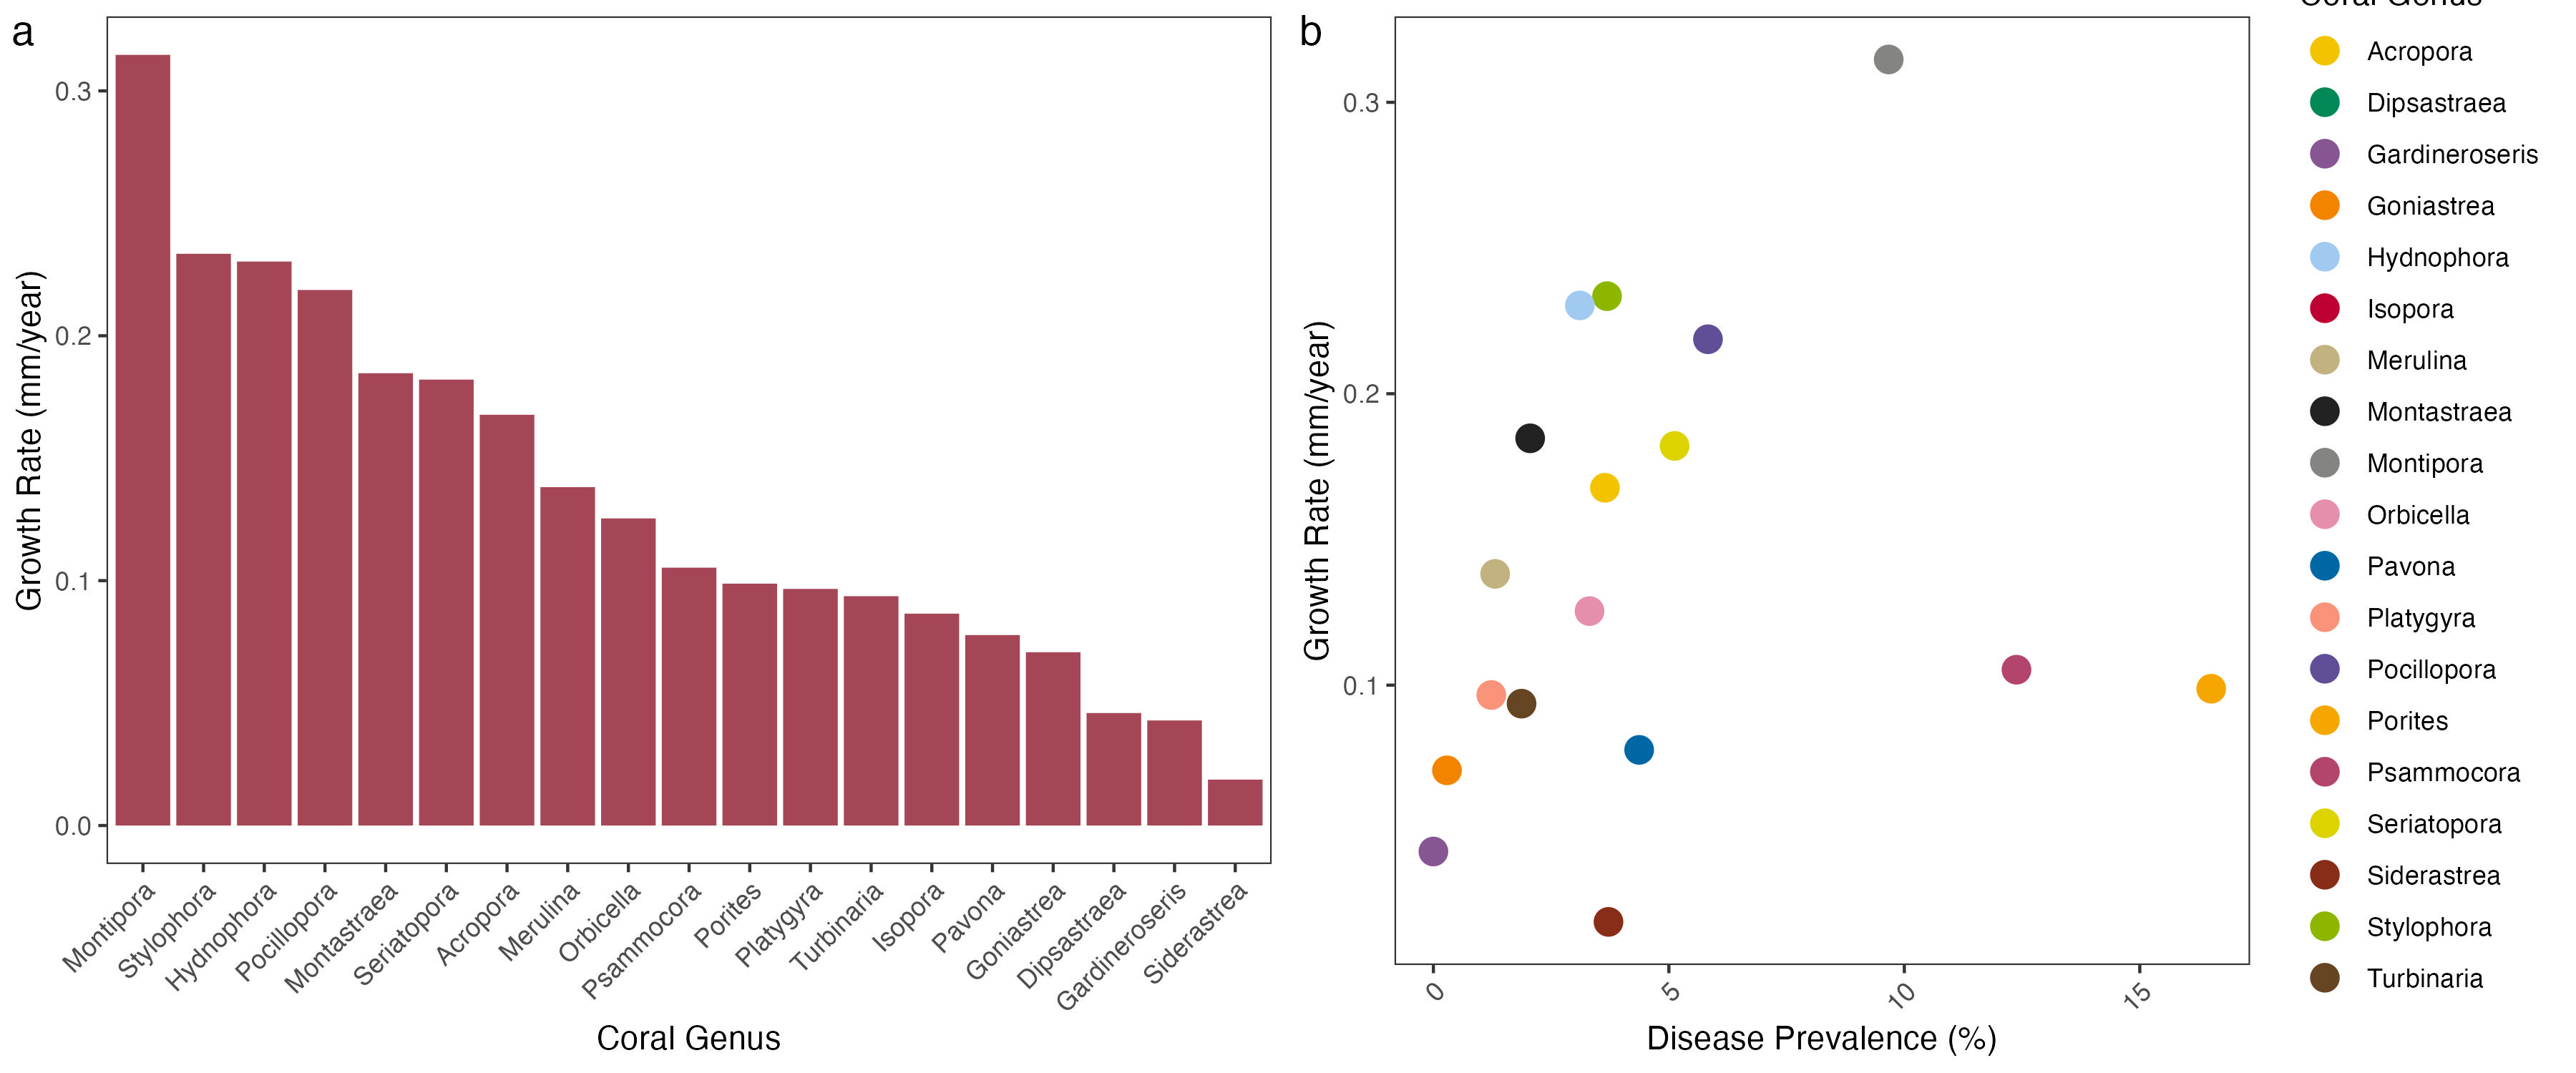 a
Growth Rate (mm/year)
0.3
0.2
0.1
0.0
Montipora
Stylophora
Hydnophora
Pocillopora
Montastraea
Seriatopora
Acropora
Merulina
Orbicella
Psammocora
Porites
Platygyra
Turbinaria
Isopora
Pavona
Goniastrea
Dipsastraea
Gardineroseris
Siderastrea
Coral Genus
b
Growth Rate (mm/year)
0.3
0.2
0.1
0
5
10
15
Disease Prevalence (%)
Coral Genus
Acropora
Dipsastraea
Gardineroseris
Goniastrea
Hydnophora
Isopora
Merulina
Montastraea
Montipora
Orbicella
Pavona
Platygyra
Pocillopora
Porites
Psammocora
Seriatopora
Siderastrea
Stylophora
Turbinaria